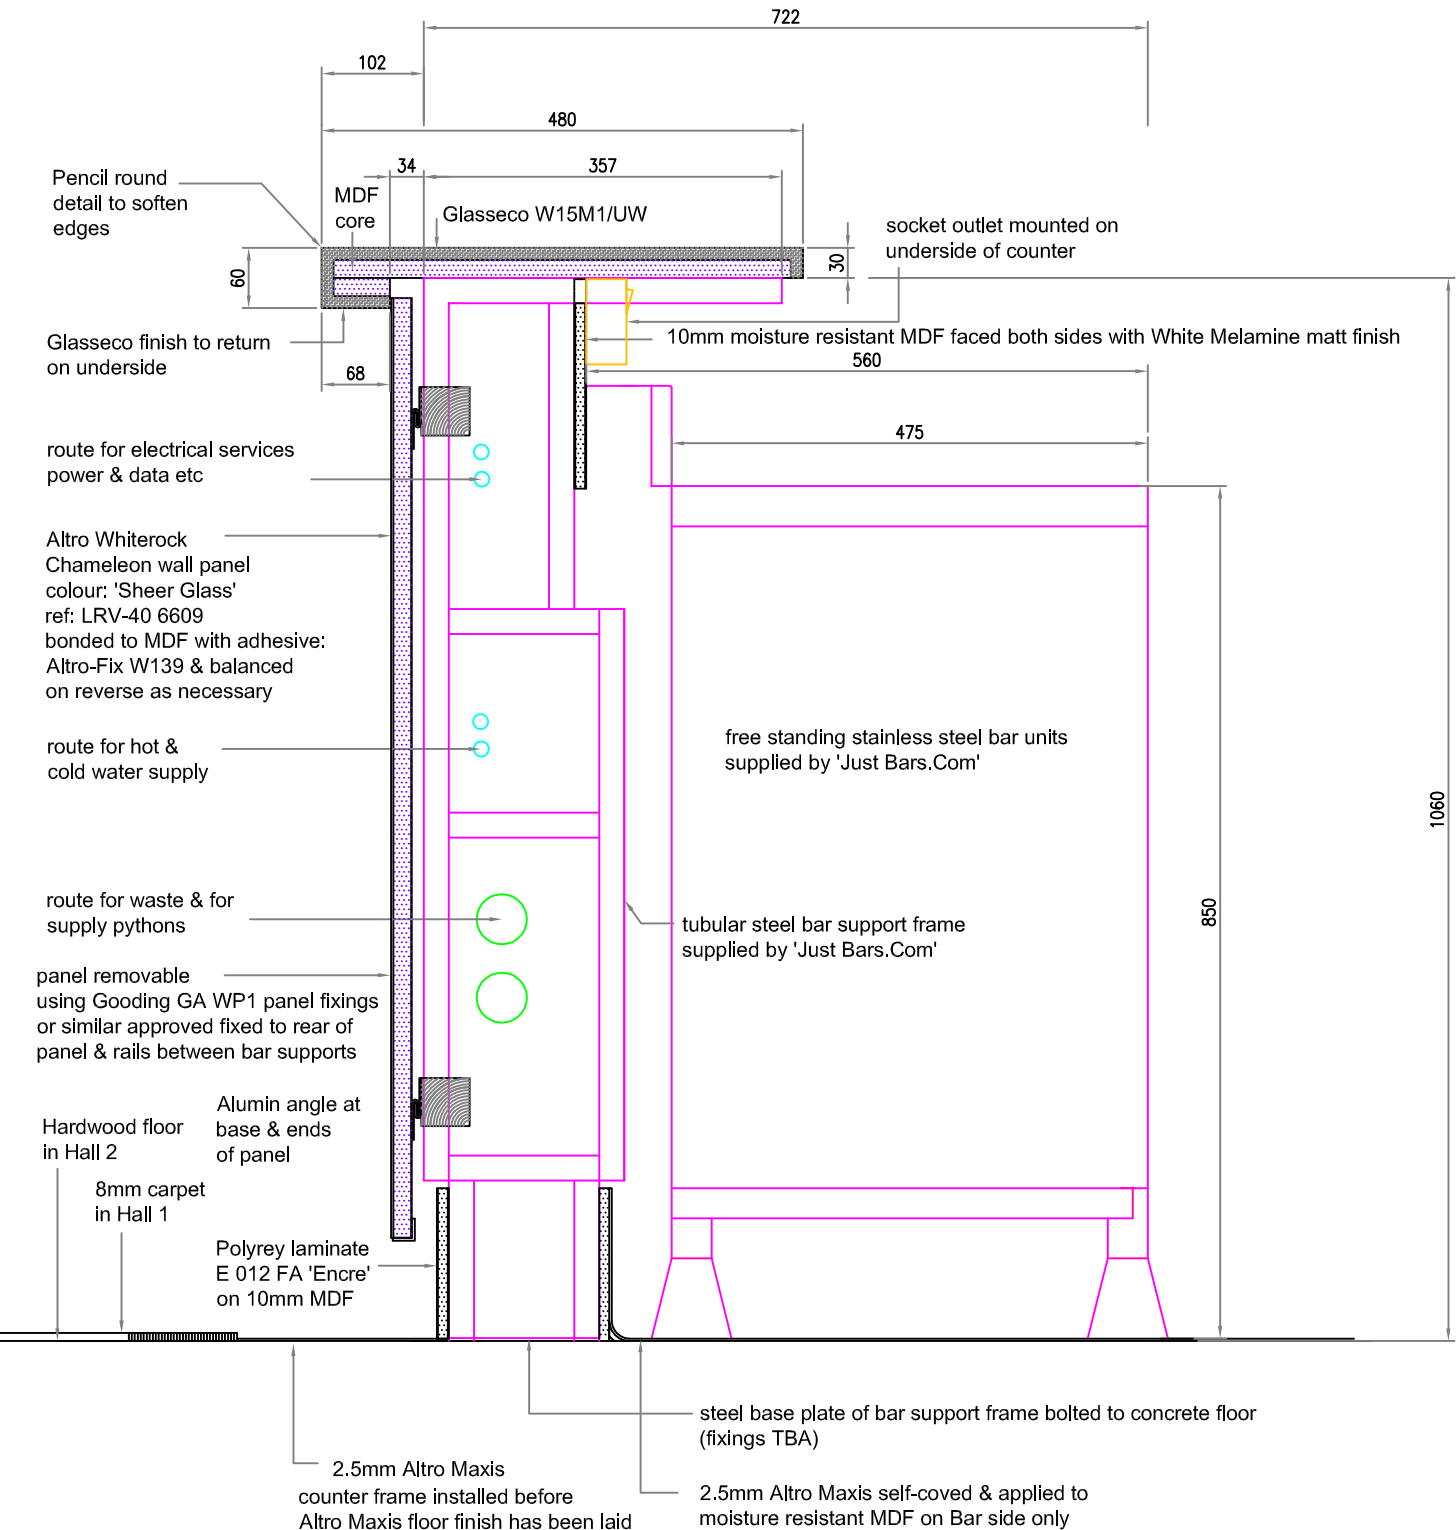 722
102
480
34
357
Pencil round
detail to soften
edges
MDF
core
Glasseco W15M1/UW
socket outlet mounted on
underside of counter
60
30
Glasseco finish to return
on underside
10mm moisture resistant MDF faced both sides with White Melamine matt finish
560
68
475
route for electrical services
power & data etc
Altro Whiterock
Chameleon wall panel
colour: 'Sheer Glass'
ref: LRV-40 6609
bonded to MDF with adhesive:
Altro-Fix W139 & balanced
on reverse as necessary
route for hot &
cold water supply
free standing stainless steel bar units
supplied by 'Just Bars.Com'
1060
850
route for waste & for
supply pythons
tubular steel bar support frame
supplied by 'Just Bars.Com'
panel removable
using Gooding GA WP1 panel fixings
or similar approved fixed to rear of
panel & rails between bar supports
Alumin angle at
base & ends
of panel
Hardwood floor
in Hall 2
8mm carpet
in Hall 1
Polyrey laminate
E 012 FA 'Encre'
on 10mm MDF
steel base plate of bar support frame bolted to concrete floor
(fixings TBA)
2.5mm Altro Maxis
counter frame installed before
Altro Maxis floor finish has been laid
2.5mm Altro Maxis self-coved & applied to
moisture resistant MDF on Bar side only